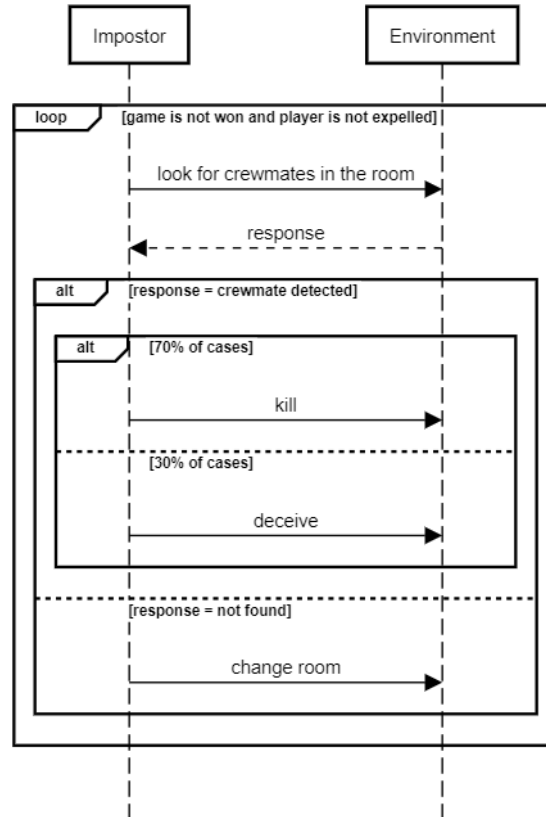 Impostor
Environment
loop
[game is not won and player is not expelled]
look for crewmates in the room
response
alt
[response = crewmate detected]
alt
[70% of cases]
kill
[30% of cases]
deceive
[response = not found]
change room